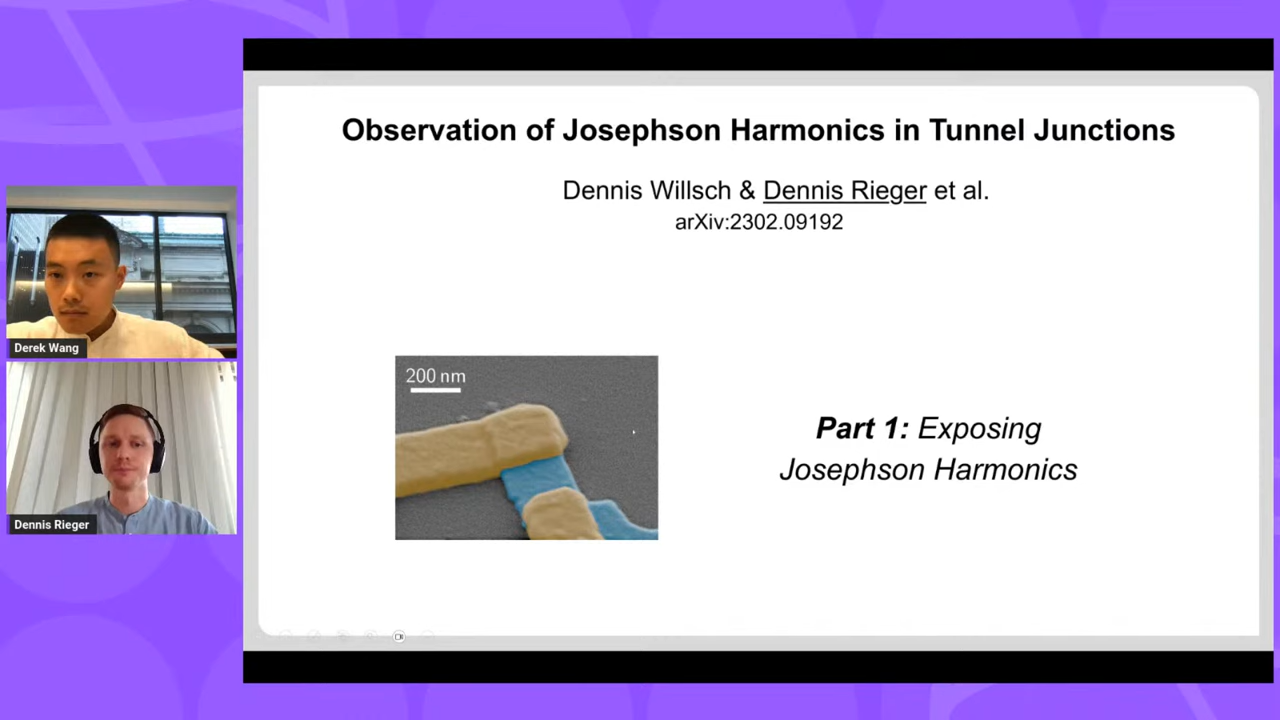 Observation of Josephson Harmonics in Tunnel Junctions
Dennis Willsch & Dennis Rieger et al.
arXiv:2302.09192
200 nm
Part 1: Exposing
Josephson Harmonics
Derek Wang
Dennis Rieger